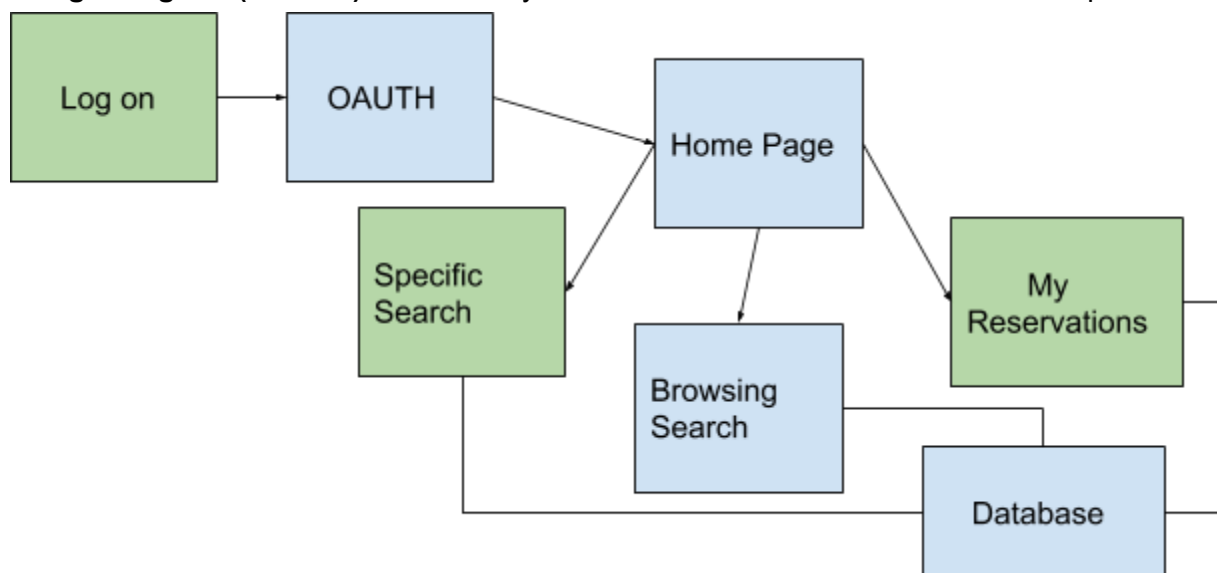 Log on
OAUTH
Home Page
Specific
Search
My
Reservations
Browsing
Search
Database